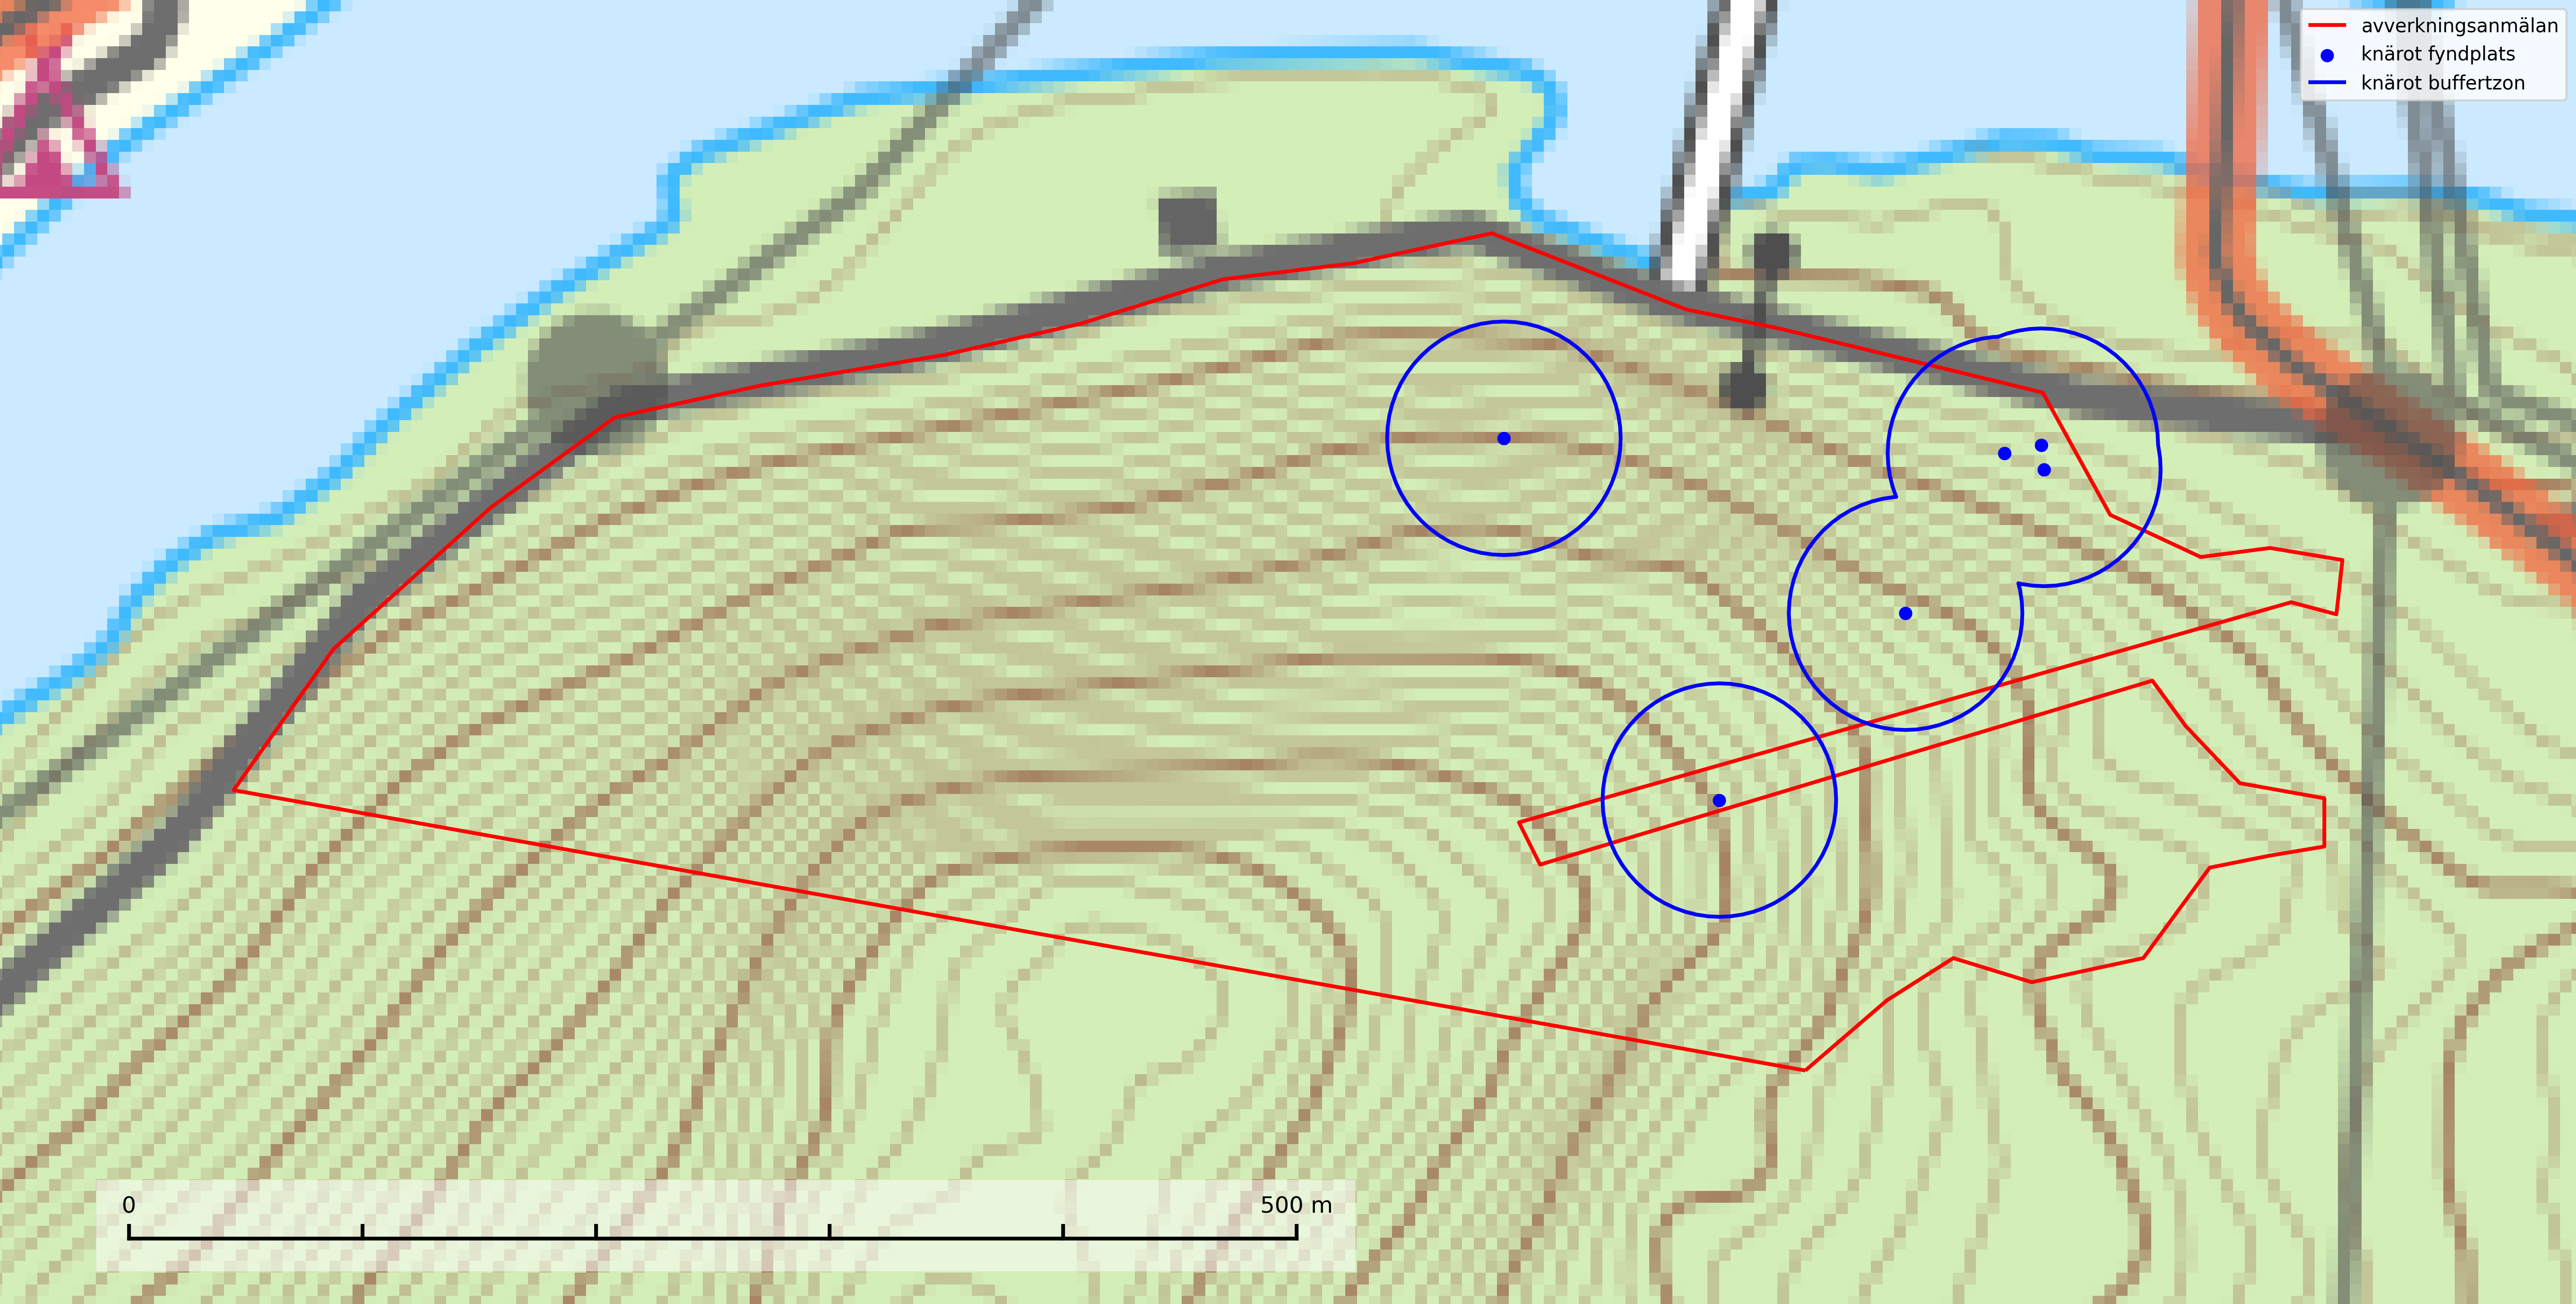 avverkningsanmälan
knärot fyndplats
knärot buffertzon
0 500 m